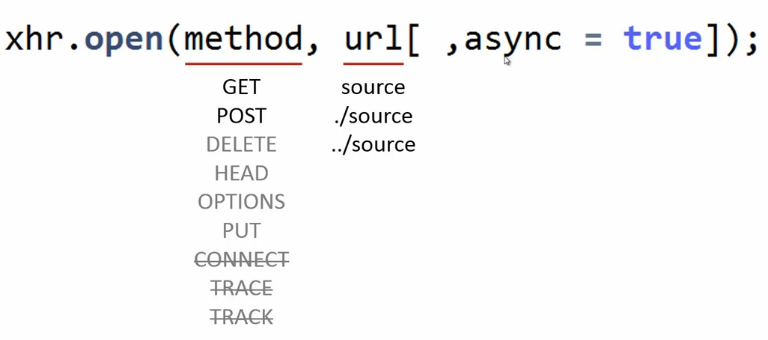 xhr.open(method, url[ ,async = true]);
GET source
POST ./source
DELETE ../source
HEAD
OPTIONS
PUT
CONNECT
TRACE
TRACK